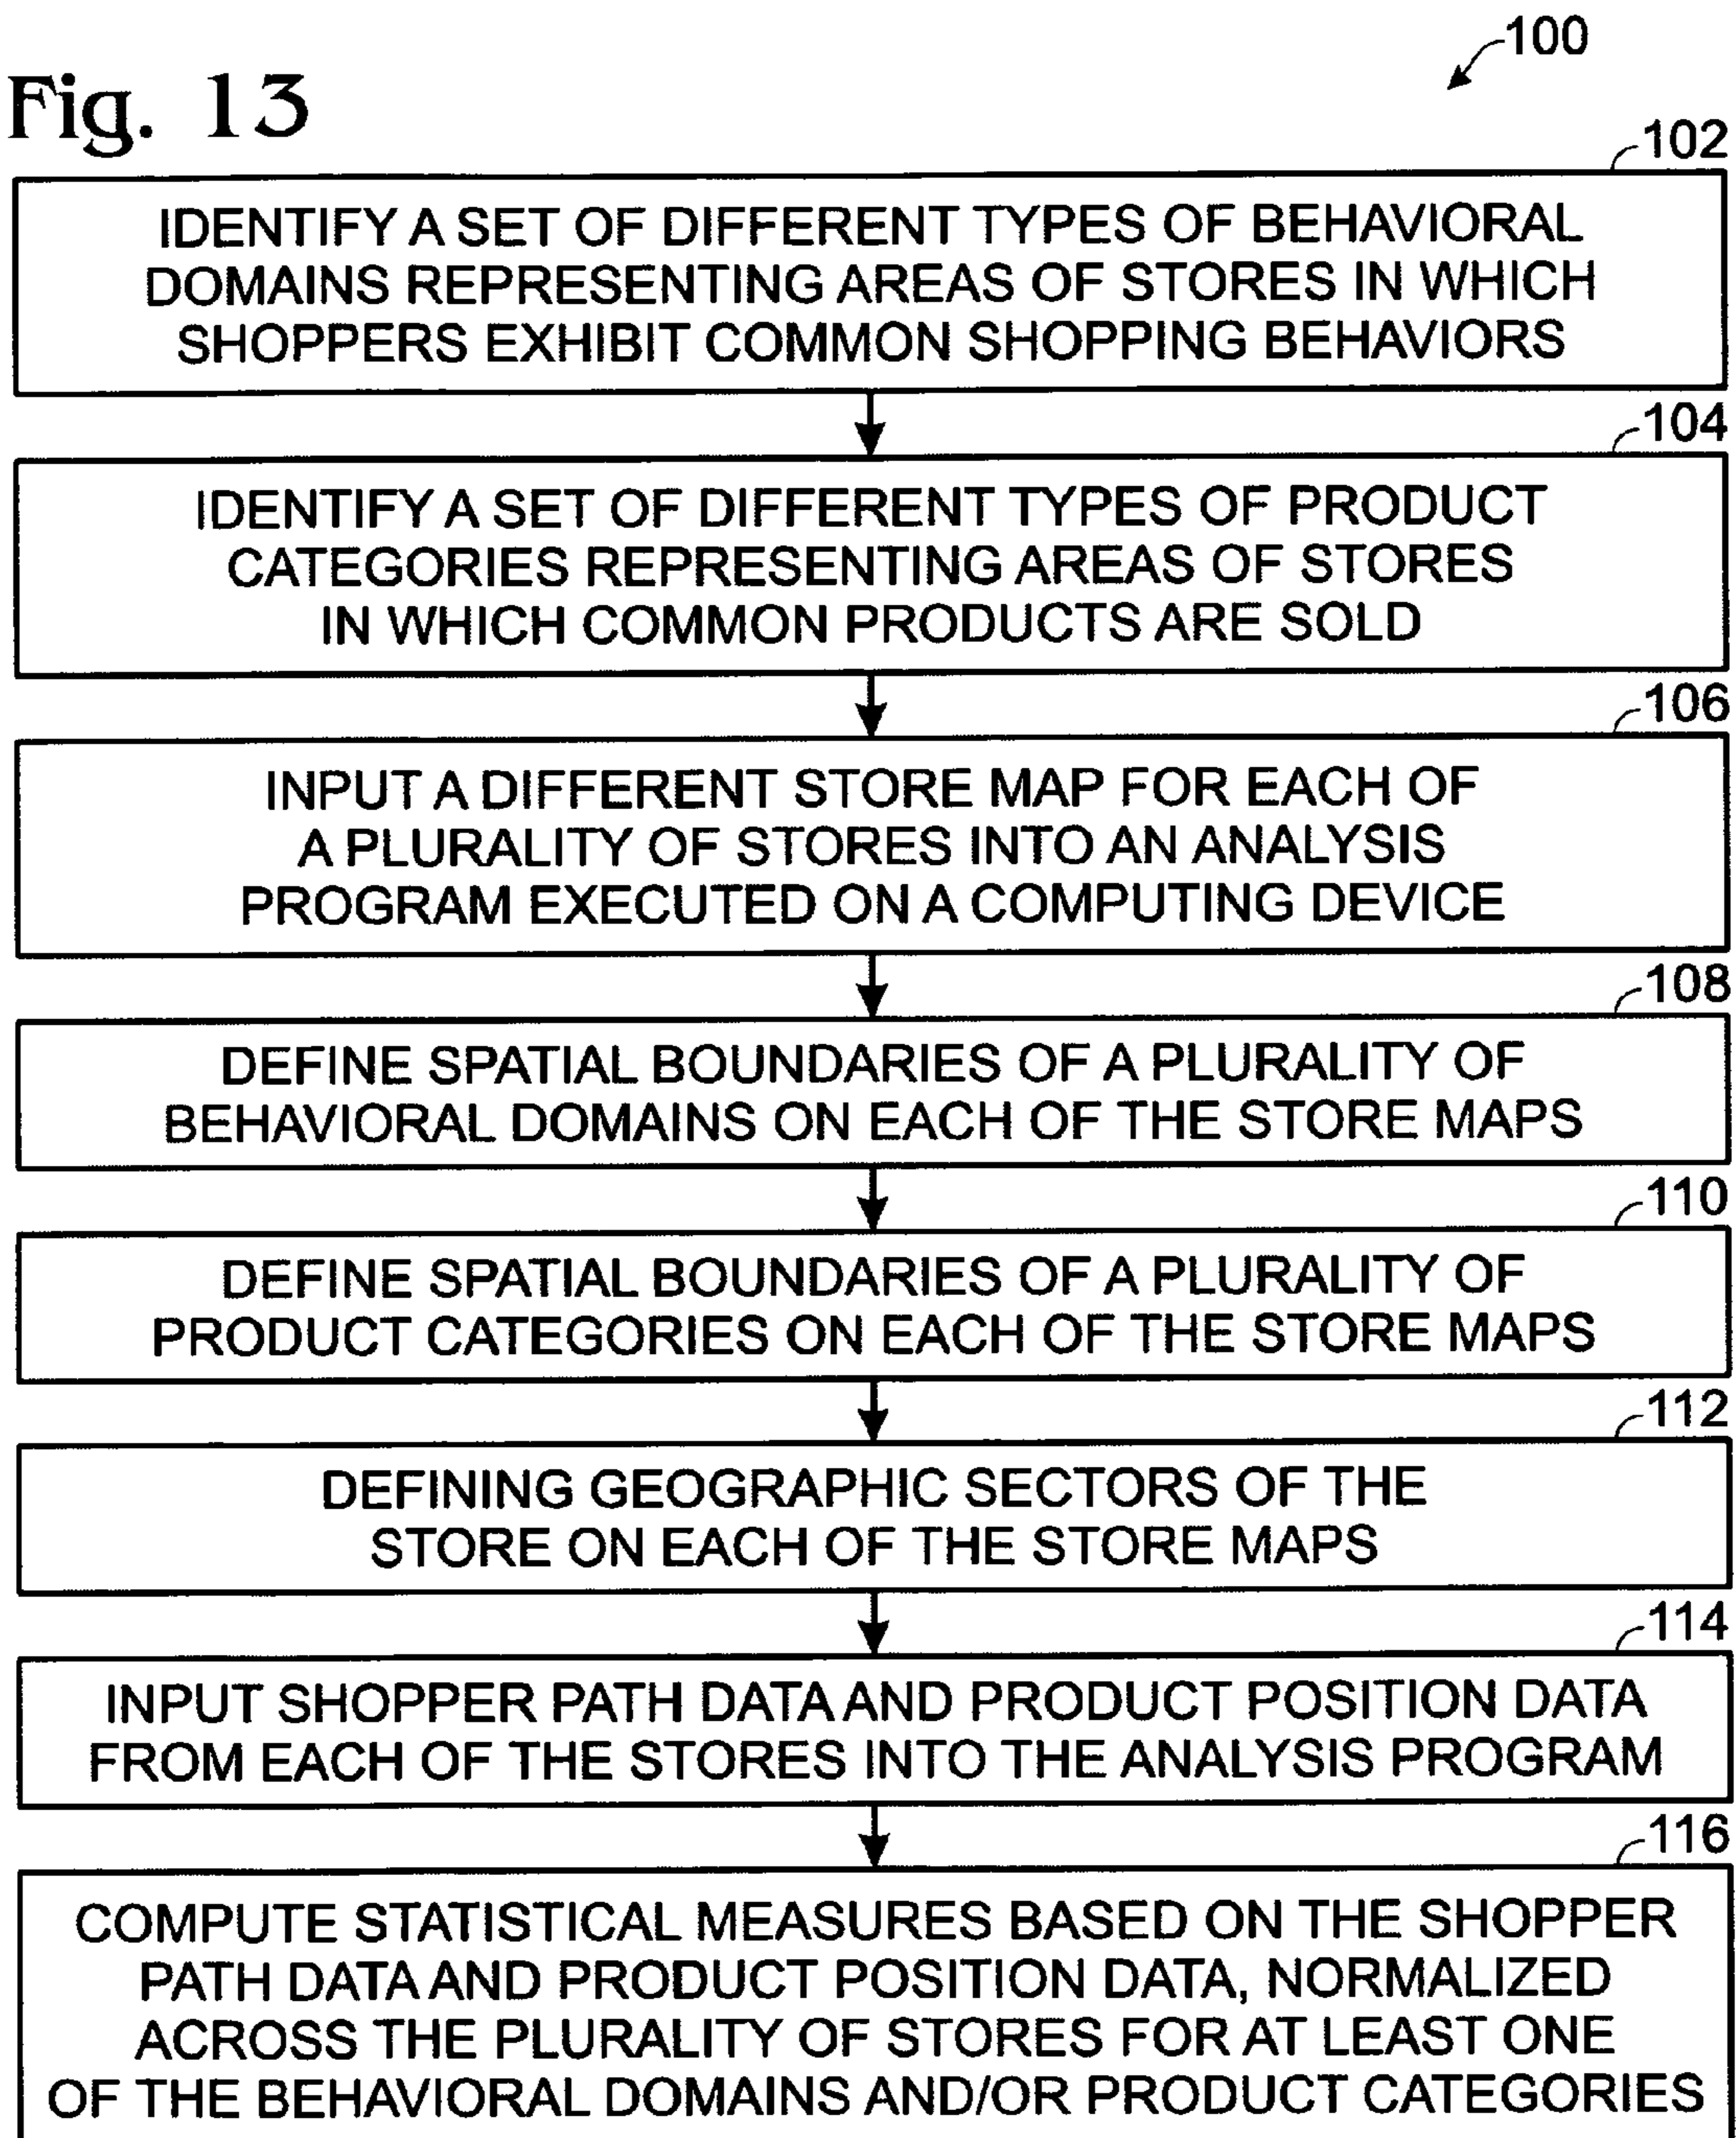 100
Fig. 13
102
IDENTIFY A SET OF DIFFERENT TYPES OF BEHAVIORAL
DOMAINS REPRESENTING AREAS OF STORES IN WHICH
SHOPPERS EXHIBIT COMMON SHOPPING BEHAVIORS
104
IDENTIFY A SET OF DIFFERENT TYPES OF PRODUCT
CATEGORIES REPRESENTING AREAS OF STORES
IN WHICH COMMON PRODUCTS ARE SOLD
106
INPUT A DIFFERENT STORE MAP FOR EACH OF
A PLURALITY OF STORES INTO AN ANALYSIS
PROGRAM EXECUTED ON A COMPUTING DEVICE
108
DEFINE SPATIAL BOUNDARIES OF A PLURALITY OF
BEHAVIORAL DOMAINS ON EACH OF THE STORE MAPS
110
DEFINE SPATIAL BOUNDARIES OF A PLURALITY OF
PRODUCT CATEGORIES ON EACH OF THE STORE MAPS
112
DEFINING GEOGRAPHIC SECTORS OF THE
STORE ON EACH OF THE STORE MAPS
114
INPUT SHOPPER PATH DATA AND PRODUCT POSITION DATA
FROM EACH OF THE STORES INTO THE ANALYSIS PROGRAM
116
COMPUTE STATISTICAL MEASURES BASED ON THE SHOPPER
PATH DATA AND PRODUCT POSITION DATA, NORMALIZED
ACROSS THE PLURALITY OF STORES FOR AT LEAST ONE
OF THE BEHAVIORAL DOMAINS AND/OR PRODUCT CATEGORIES